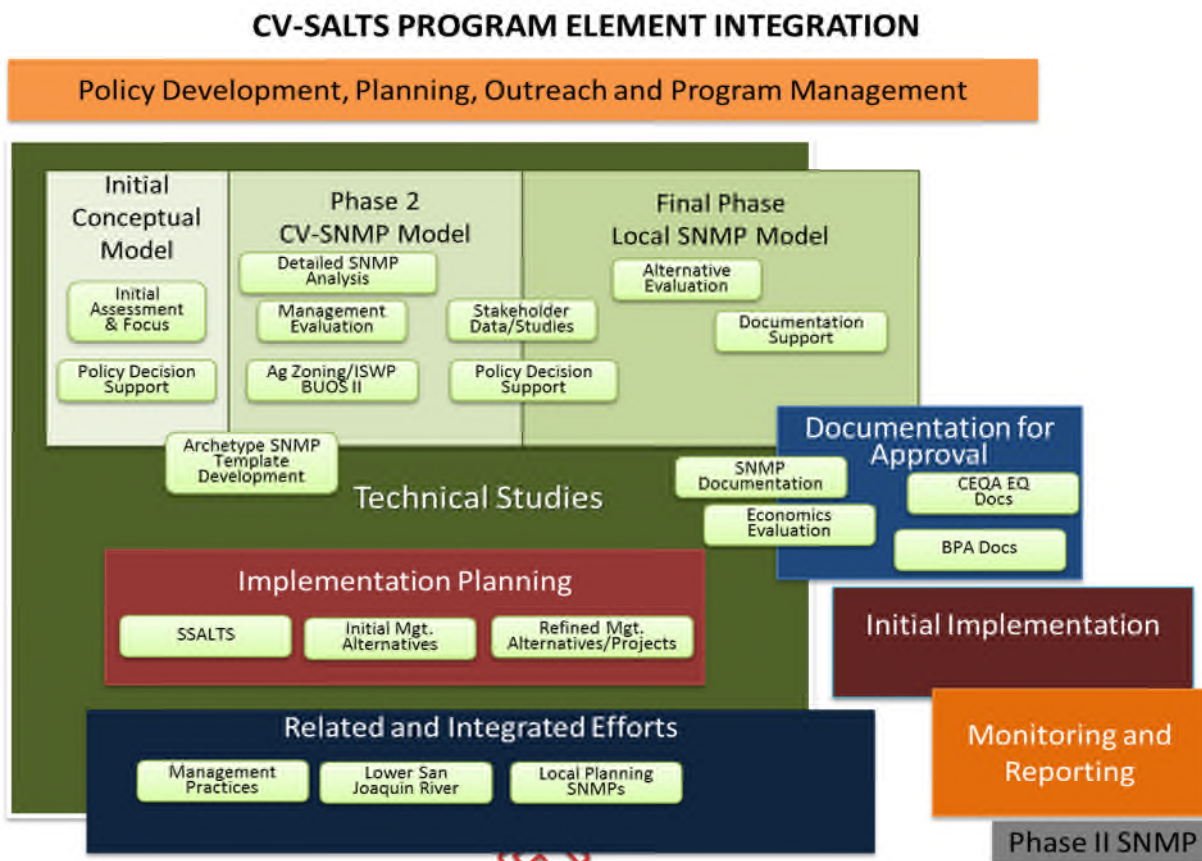 CV-SALTS PROGRAM ELEMENT INTEGRATION
Policy Development, Planning, Outreach and Program Management
Initial
Conceptual
Model
Initial
Assessment
& Focus
Policy Decision
Support
Phase 2
CV-SNMP Model
Detailed SNMP
Analysis
Management
Evaluation
Ag Zoning/ISWP
BUOS II
Stakeholder
Data/Studies
Policy Decision
Support
Final Phase
Local SNMP Model
Alternative
Evaluation
Documentation
Support
Archetype SNMP
Template
Development
Technical Studies
Documentation for
Approval
SNMP
Documentation
Economics
Evaluation
CEQA EQ
Docs
BPA Docs
Implementation Planning
SSALTS
Initial Mgt.
Alternatives
Refined Mgt.
Alternatives/Projects
Initial Implementation
Related and Integrated Efforts
Management
Practices
Lower San
Joaquin River
Local Planning
SNMPs
Monitoring and
Reporting
Phase II SNMP